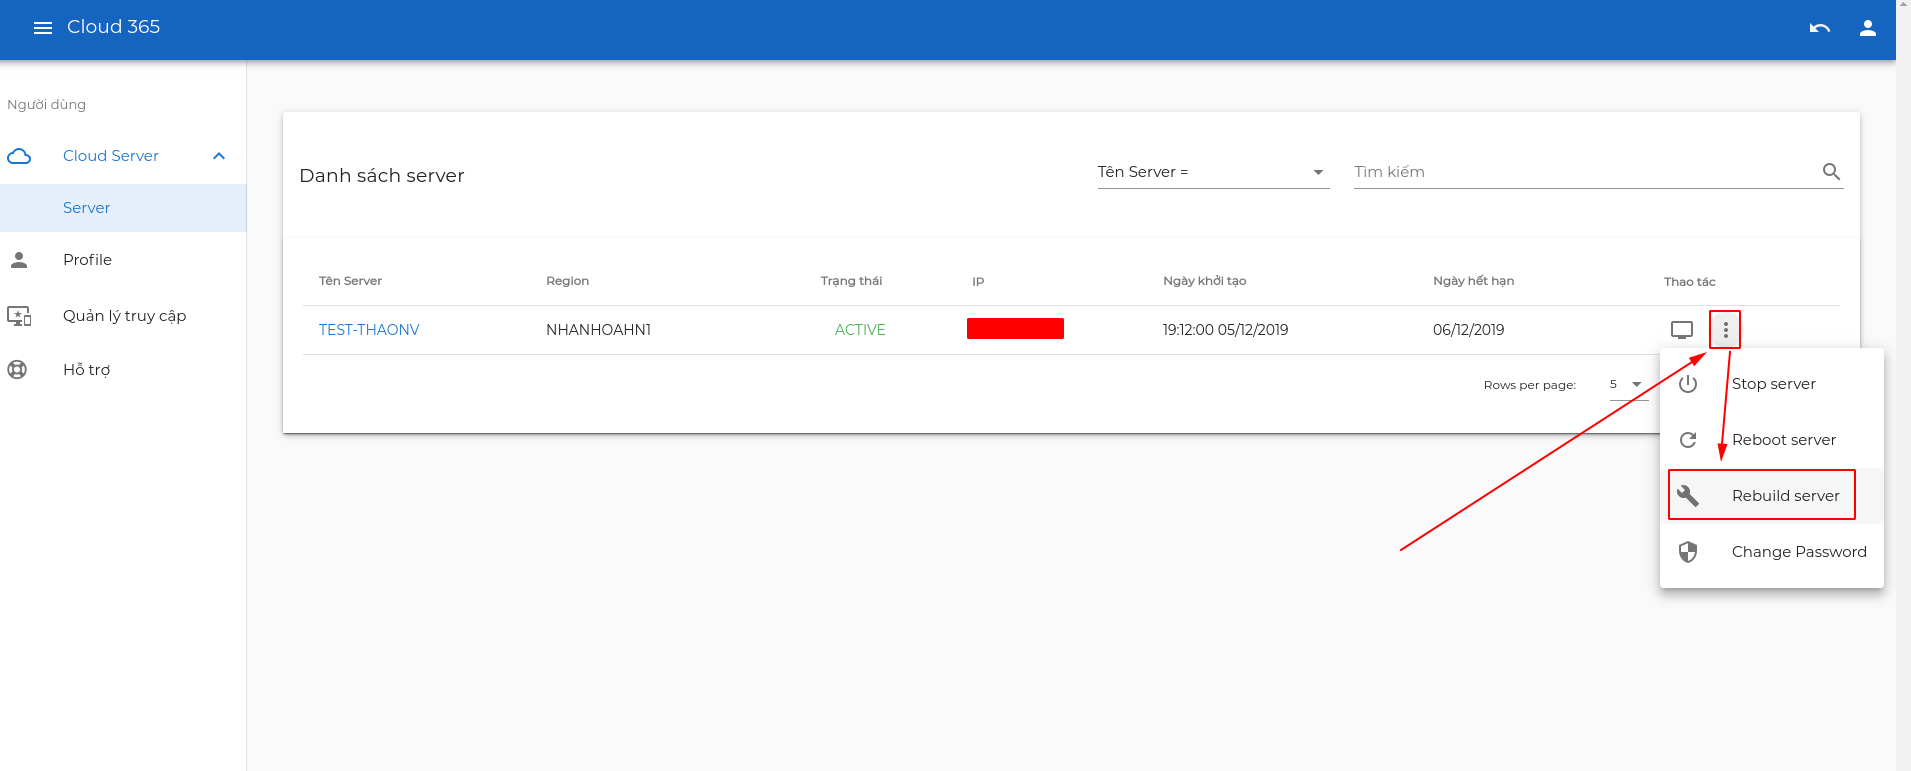 Cloud 365
Người dùng
Cloud Server
Server
Profile
Quản lý truy cập
Hỗ trợ
Danh sách server
Tên Server =
Tìm kiếm
Tên Server Region Trạng thái IP Ngày khởi tạo Ngày hết hạn Thao tác
TEST-THAONV NHANHOAHN1 ACTIVE 19:12:00 05/12/2019 06/12/2019
Rows per page: 5
Stop server
Reboot server
Rebuild server
Change Password